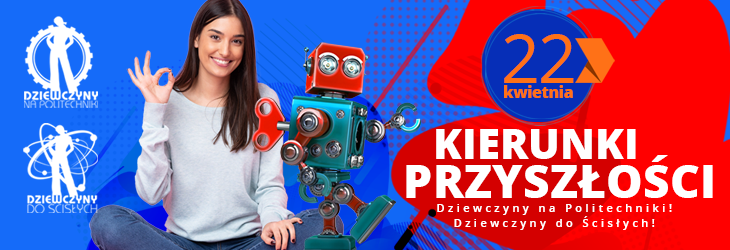 DZIEWCZYNY
NA POLITECHNIKI
DZIEWCZYNY
DO ŚCISŁYCH
22
kwietnia
KIERUNKI
PRZYSZŁOŚCI
Dziewczyny na Politechniki!
Dziewczyny do Ścisłych!